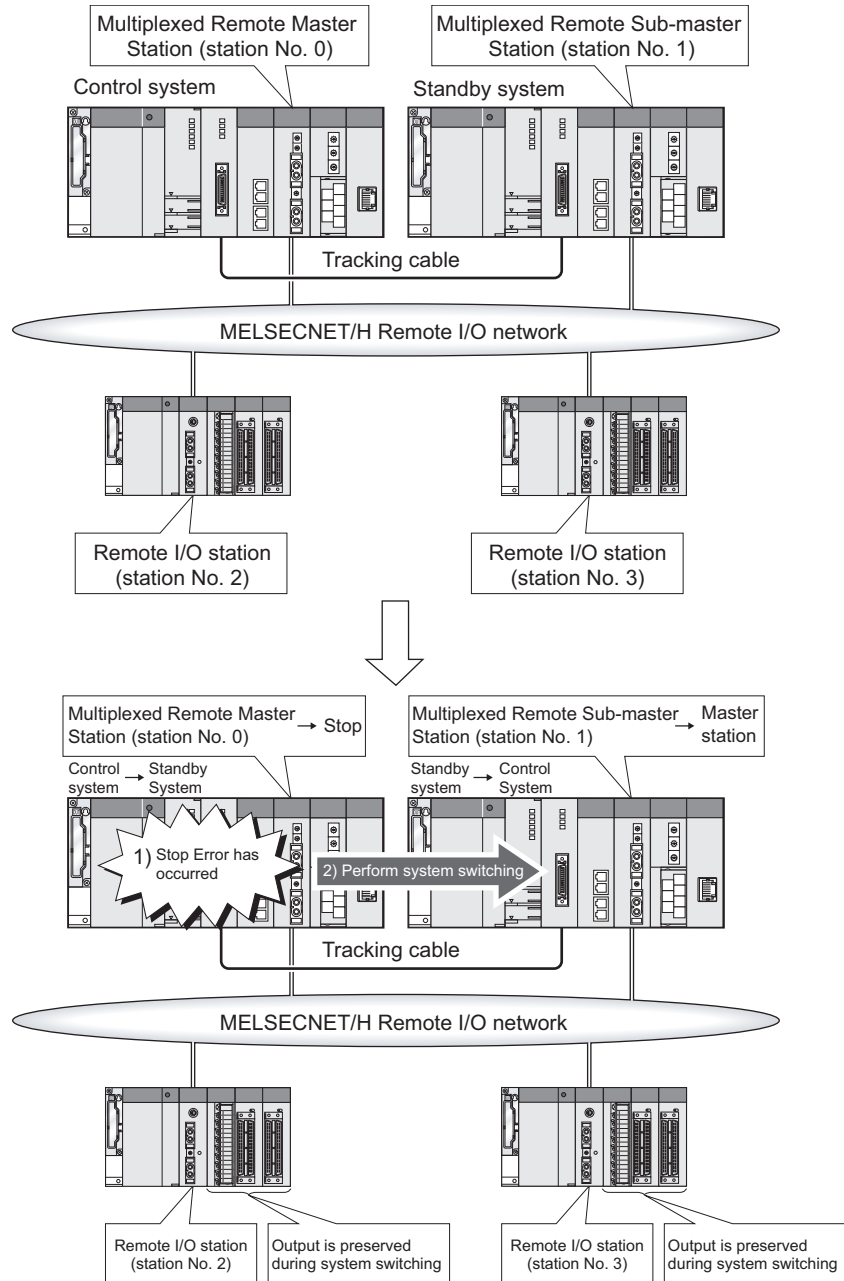 Multiplexed Remote Master
Station (station No. 0)
Multiplexed Remote Sub-master
Station (station No. 1)
Control system
Standby system
Tracking cable
MELSECNET/H Remote I/O network
Remote I/O station
(station No. 2)
Remote I/O station
(station No. 3)
Multiplexed Remote Master
Station (station No. 0)
→ Stop
Multiplexed Remote Sub-master
Station (station No. 1)
→ Master
station
Control
system
→ Standby
System
Standby
system
→ Control
System
1) Stop Error has
occurred
2) Perform system switching
Tracking cable
MELSECNET/H Remote I/O network
Remote I/O station
(station No. 2)
Output is preserved
during system switching
Remote I/O station
(station No. 3)
Output is preserved
during system switching